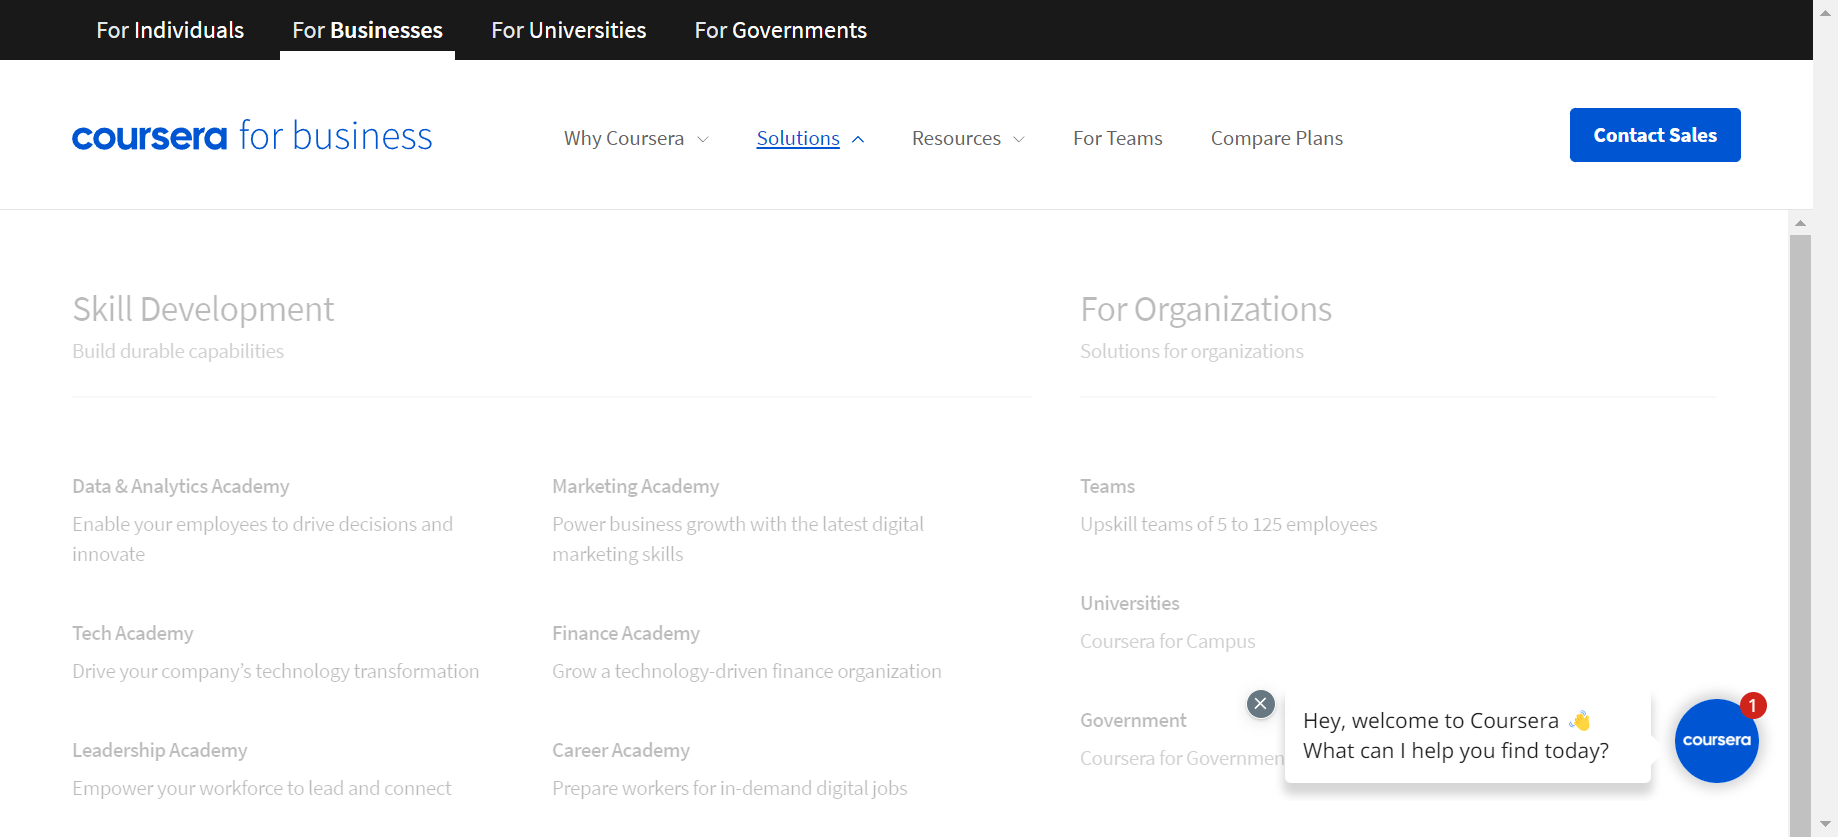 For Individuals
For Businesses
For Universities
For Governments
coursera for business
Why Coursera
Solutions
Resources
For Teams
Compare Plans
Contact Sales
Skill Development
Build durable capabilities
For Organizations
Solutions for organizations
Data & Analytics Academy
Enable your employees to drive decisions and
innovate
Marketing Academy
Power business growth with the latest digital
marketing skills
Teams
Upskill teams of 5 to 125 employees
Tech Academy
Drive your company’s technology transformation
Finance Academy
Grow a technology-driven finance organization
Universities
Coursera for Campus
Leadership Academy
Empower your workforce to lead and connect
Career Academy
Prepare workers for in-demand digital jobs
Government
Coursera for Governmen
Hey, welcome to Coursera 👋
What can I help you find today?
coursera
1